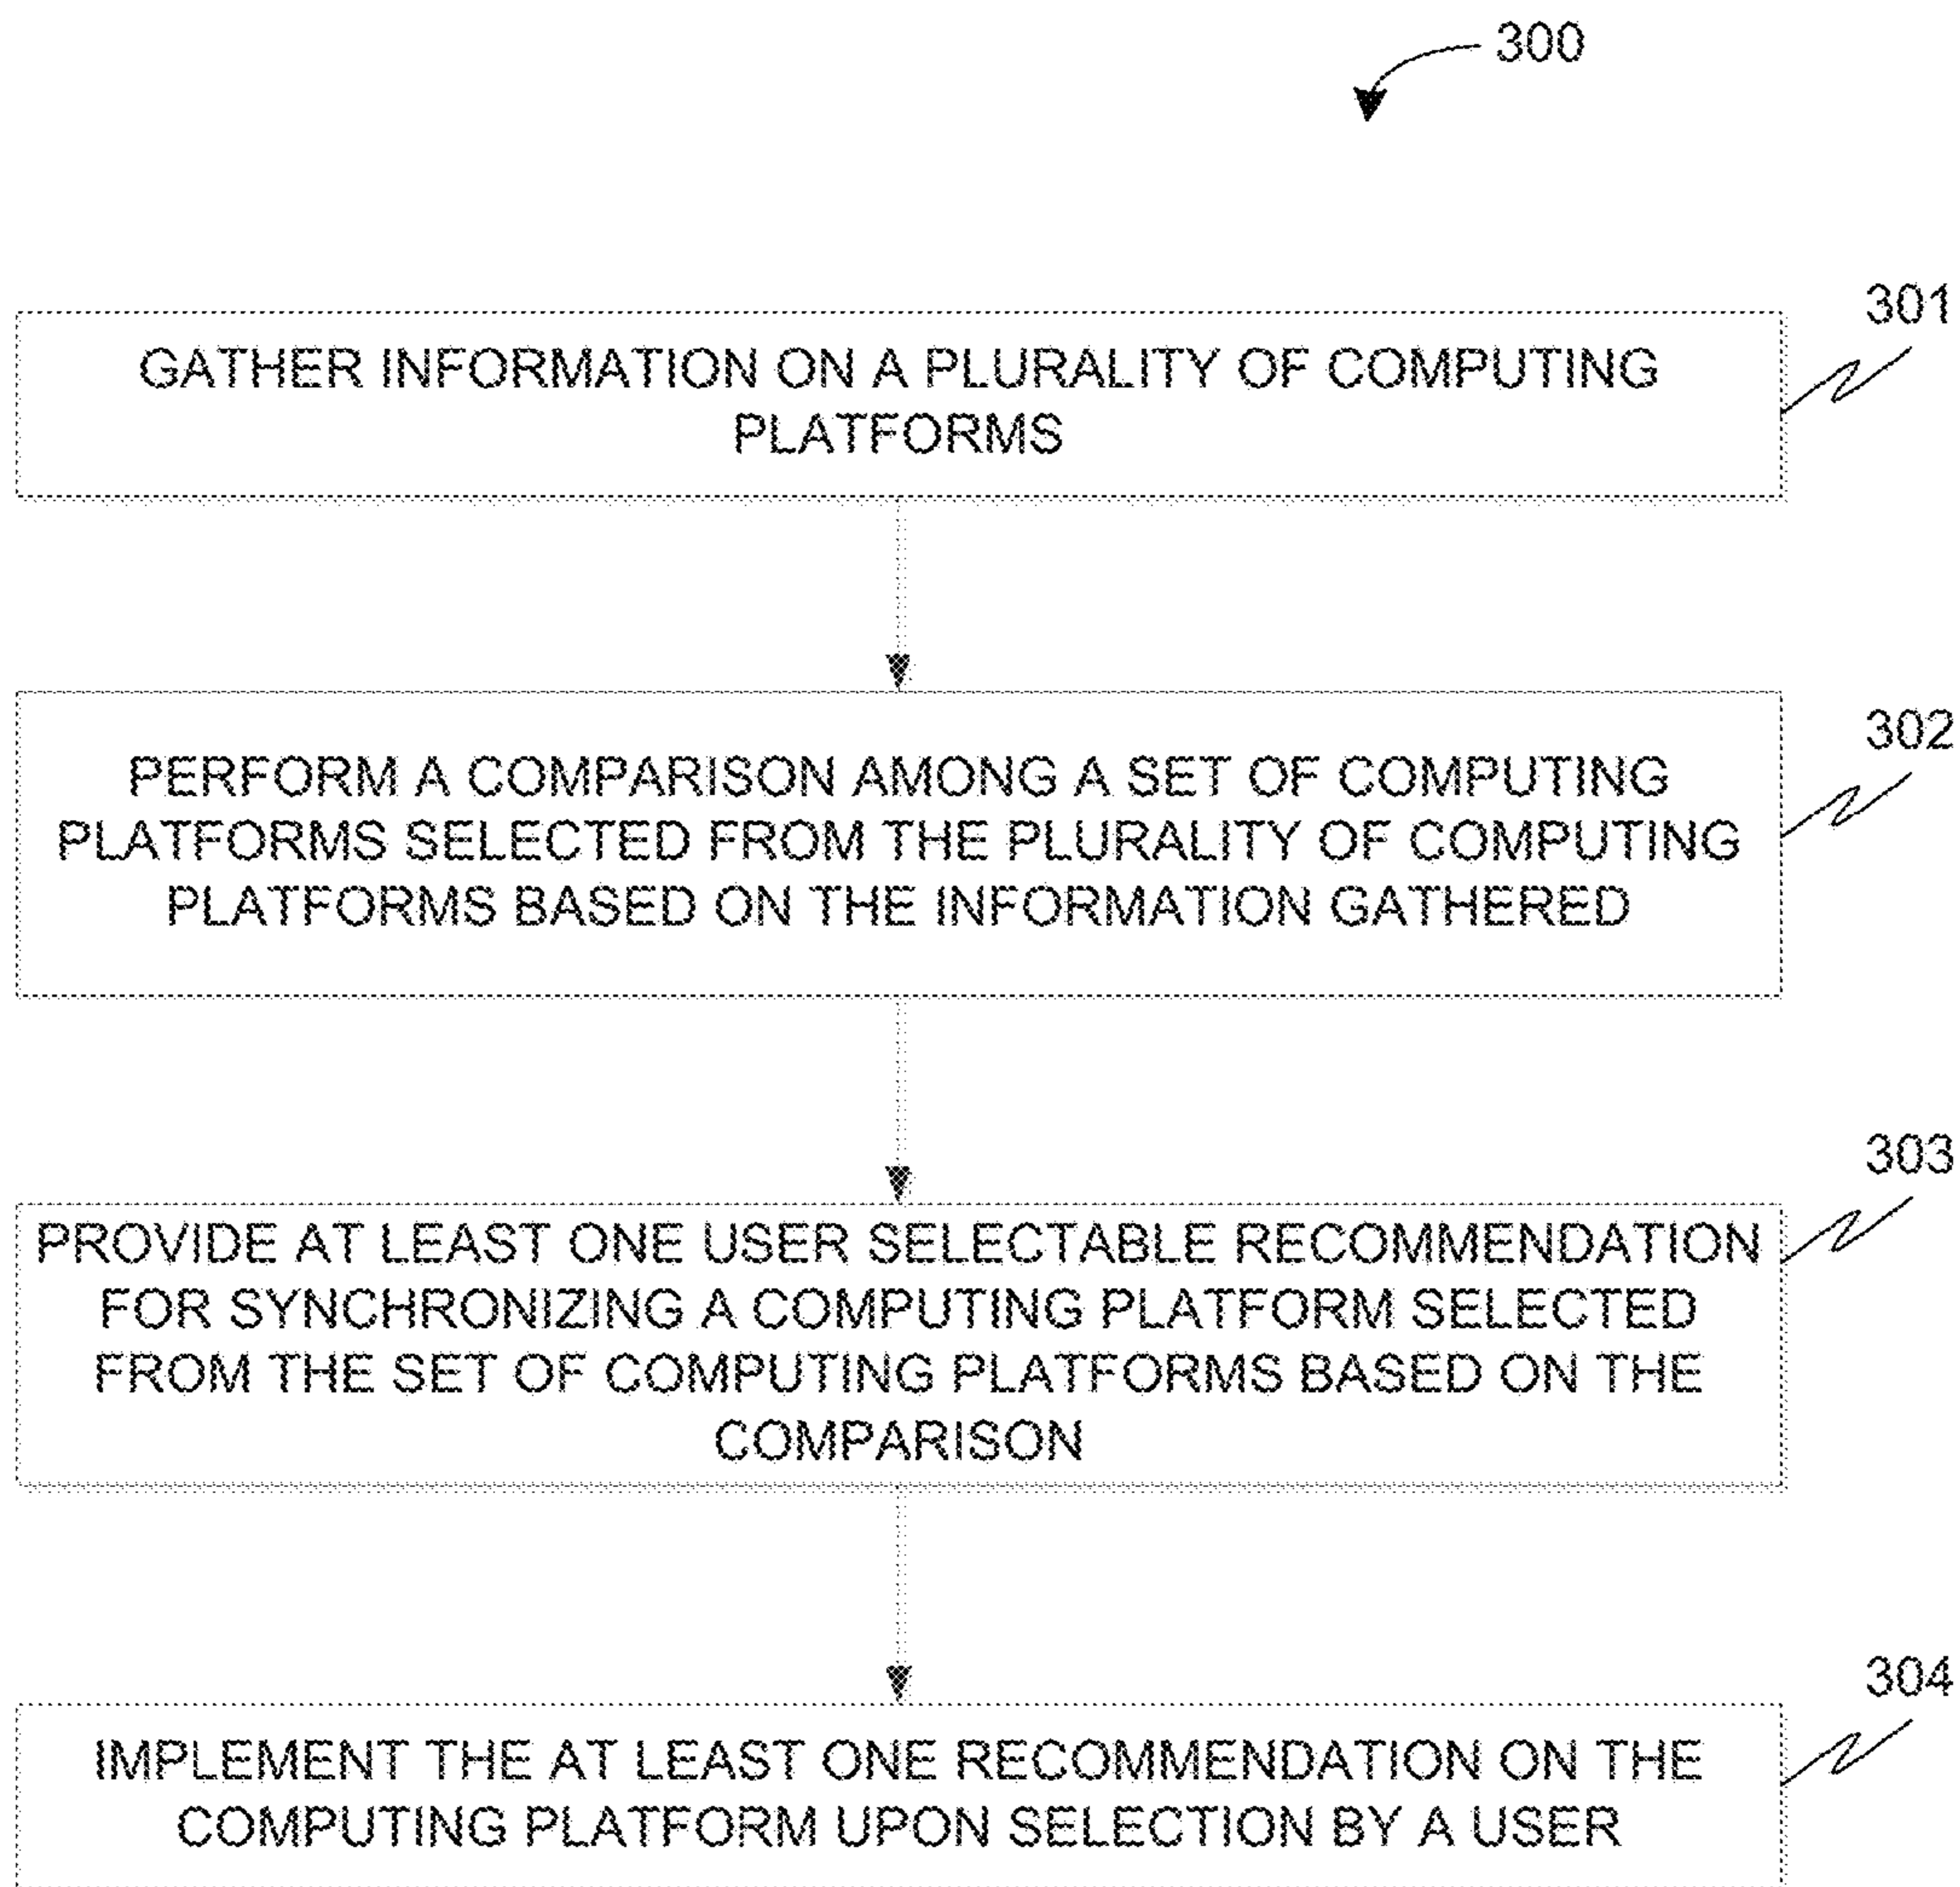 300
301
GATHER INFORMATION ON A PLURALITY OF COMPUTING
PLATFORMS
302
PERFORM A COMPARISON AMONG A SET OF COMPUTING
PLATFORMS SELECTED FROM THE PLURALITY OF COMPUTING
PLATFORMS BASED ON THE INFORMATION GATHERED
303
PROVIDE AT LEAST ONE USER SELECTABLE RECOMMENDATION
FOR SYNCHRONIZING A COMPUTING PLATFORM SELECTED
FROM THE SET OF COMPUTING PLATFORMS BASED ON THE
COMPARISON
304
IMPLEMENT THE AT LEAST ONE RECOMMENDATION ON THE
COMPUTING PLATFORM UPON SELECTION BY A USER